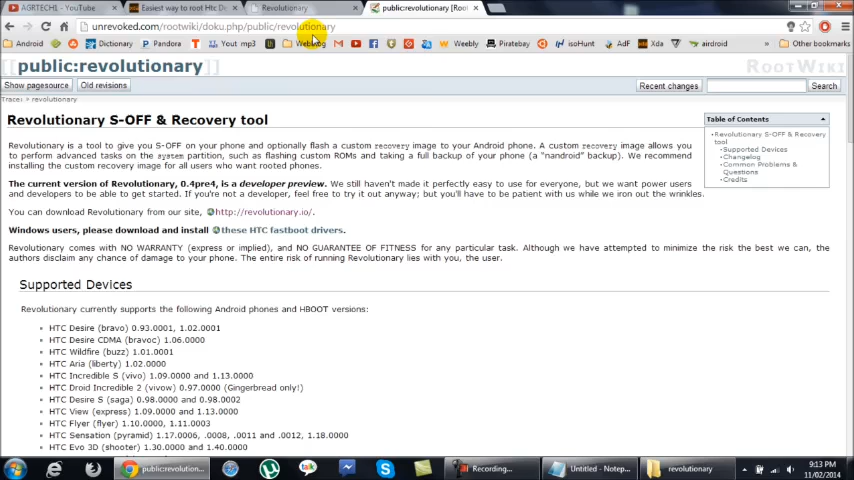 AGRTECH1. - YouTube
Easiest way to root Htc D
Revolutionary
public:revolutionary [Root
unrevoked.com/rootwiki/doku.php/public/revolutionary
Android
Dictionary
Pandora
Yout mp3
Weebly
Piratebay
isoHunt
AdF
Xda
airdroid
Other bookmarks
[[public:revolutionary]]
ROOTWIKI
Show pagesource
Old revisions
Recent changes
Search
Trace: » revolutionary
Revolutionary S-OFF & Recovery tool
Revolutionary is a tool to give you S-OFF on your phone and optionally flash a custom recovery image to your Android phone. A custom recovery image allows you
to perform advanced tasks on the system partition, such as flashing custom ROMs and taking a full backup of your phone (a “nandroid” backup). We recommend
installing the custom recovery image for all users who want rooted phones.
The current version of Revolutionary, 0.4pre4, is a developer preview. We still haven't made it perfectly easy to use for everyone, but we want power users
and developers to be able to get started. If you're not a developer, feel free to try it out anyway; but you'll have to be patient with us while we iron out the wrinkles.
You can download Revolutionary from our site, http://revolutionary.io/.
Windows users, please download and install these HTC fastboot drivers.
Revolutionary comes with NO WARRANTY (express or implied), and NO GUARANTEE OF FITNESS for any particular task. Although we have attempted to minimize the risk the best we can, the
authors disclaim any chance of damage to your phone. The entire risk of running Revolutionary lies with you, the user.
Table of Contents
Revolutionary S-OFF & Recovery
tool
Supported Devices
Changelog
Common Problems &
Questions
Credits
Supported Devices
Revolutionary currently supports the following Android phones and HBOOT versions:
HTC Desire (bravo) 0.93.0001, 1.02.0001
HTC Desire CDMA (bravoc) 1.06.0000
HTC Wildfire (buzz) 1.01.0001
HTC Aria (liberty) 1.02.0000
HTC Incredible S (vivo) 1.09.0000 and 1.13.0000
HTC Droid Incredible 2 (vivow) 0.97.0000 (Gingerbread only!)
HTC Desire S (saga) 0.98.0000 and 0.98.0002
HTC View (express) 1.09.0000 and 1.13.0000
HTC Flyer (flyer) 1.10.0000, 1.11.0003
HTC Sensation (pyramid) 1.17.0006, .0008, .0011 and .0012, 1.18.0000
HTC Evo 3D (shooter) 1.30.0000 and 1.40.0000
public:revolution...
Recording...
Untitled - Notep...
revolutionary
9:13 PM
11/02/2014